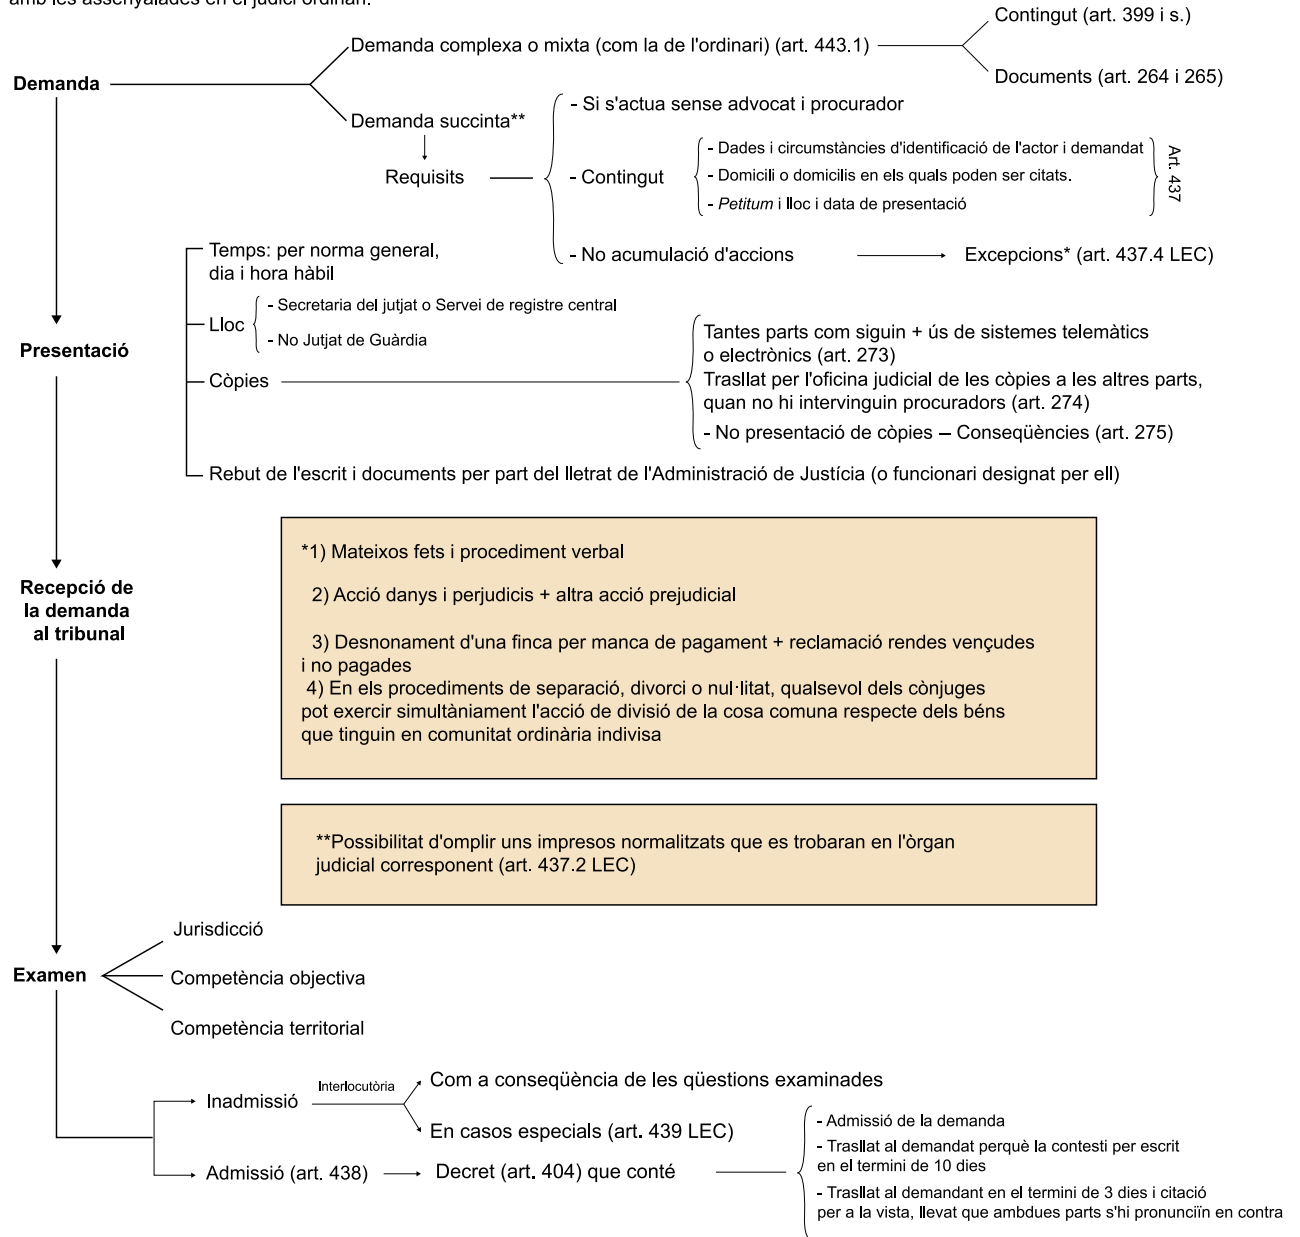 amb les assenyalades en el judici ordinari.
Contingut (art. 399 i s.)
Demanda complexa o mixta (com la de l'ordinari) (art. 443.1)
Demanda
Documents (art. 264 i 265)
- Si s'actua sense advocat i procurador
Demanda succinta**
- Dades i circumstàncies d'identificació de l'actor i demandat
Requisits
- Contingut
- Domicili o domicilis en els quals poden ser citats.
Art. 437
- Petitum i lloc i data de presentació
Temps: per norma general,
dia i hora hàbil
- No acumulació d'accions
Excepcions* (art. 437.4 LEC)
- Secretaria del jutjat o Servei de registre central
Lloc
- No Jutjat de Guàrdia
Presentació
Tantes parts com siguin + ús de sistemes telemàtics
o electrònics (art. 273)
Còpies
Trasllat per l'oficina judicial de les còpies a les altres parts,
quan no hi intervinguin procuradors (art. 274)
- No presentació de còpies – Conseqüències (art. 275)
Rebut de l'escrit i documents per part del lletrat de l'Administració de Justícia (o funcionari designat per ell)
*1) Mateixos fets i procediment verbal
2) Acció danys i perjudicis + altra acció prejudicial
3) Desnonament d'una finca per manca de pagament + reclamació rendes vençudes
i no pagades
4) En els procediments de separació, divorci o nul·litat, qualsevol dels cònjuges
pot exercir simultàniament l'acció de divisió de la cosa comuna respecte dels béns
que tinguin en comunitat ordinària indivisa
Recepció de
la demanda
al tribunal
**Possibilitat d'omplir uns impresos normalitzats que es trobaran en l'òrgan
judicial corresponent (art. 437.2 LEC)
Jurisdicció
Examen
Competència objectiva
Competència territorial
Inadmissió
Interlocutòria
Com a conseqüència de les qüestions examinades
En casos especials (art. 439 LEC)
Admissió (art. 438)
Decret (art. 404) que conté
- Admissió de la demanda
- Trasllat al demandat perquè la contesti per escrit
en el termini de 10 dies
- Trasllat al demandant en el termini de 3 dies i citació
per a la vista, llevat que ambdues parts s'hi pronunciïn en contra